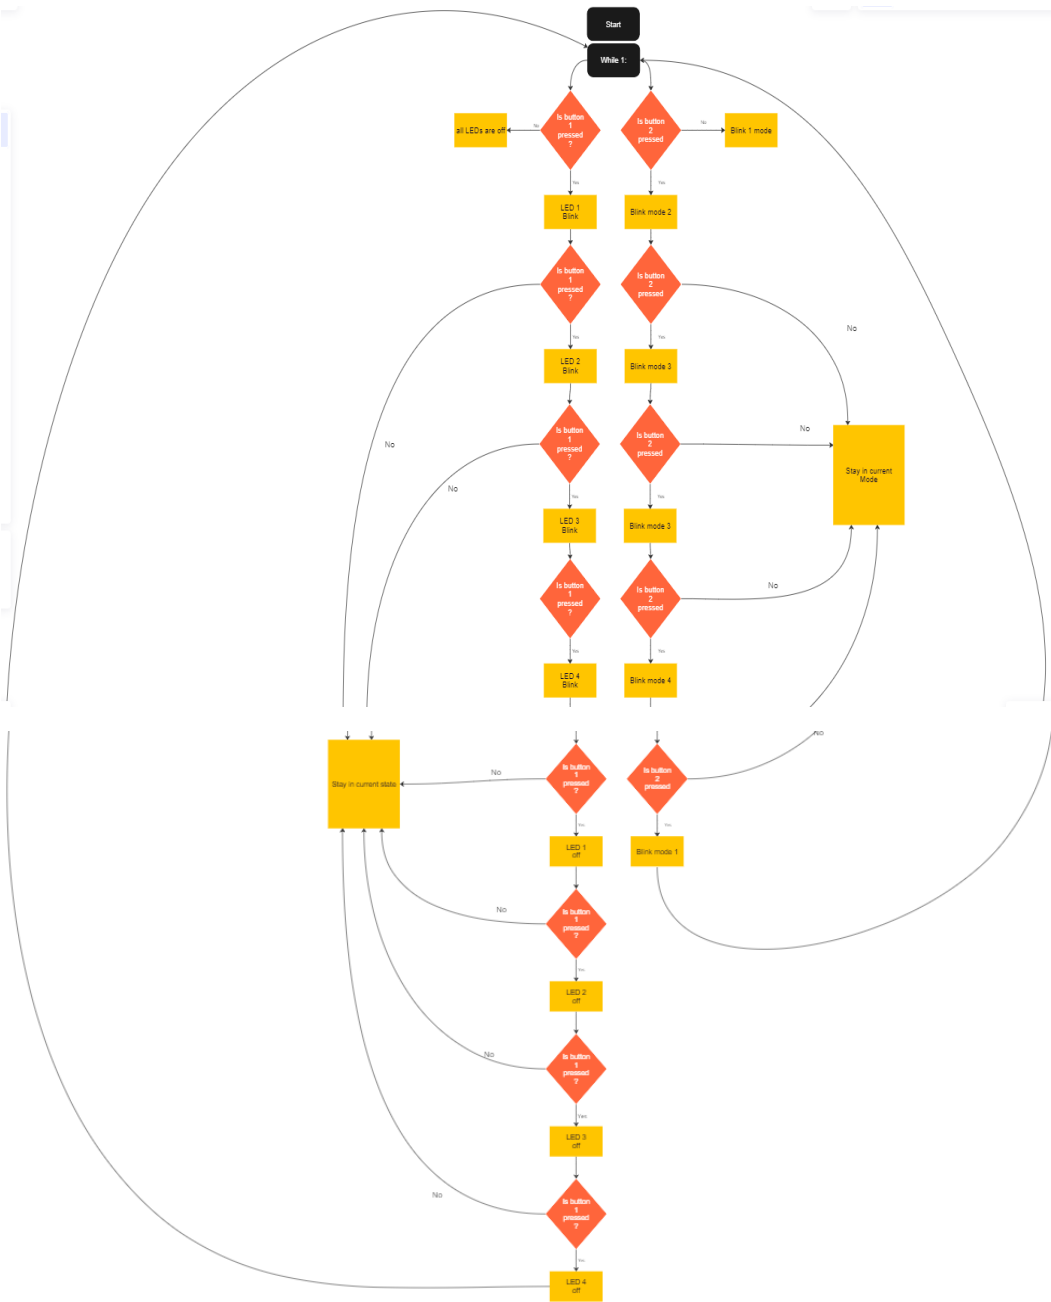 Start
While 1:
Is button
1
pressed
?
Is button
2
pressed
all LEDs are off
No
No
Blink 1 mode
No
Yes
LED 1
Blink
Blink mode 2
Is button
1
pressed
?
Is button
2
pressed
No
Yes
Yes
LED 2
Blink
Blink mode 3
No
Is button
1
pressed
?
Is button
2
pressed
No
Stay in current
Mode
No
No
No
LED 3
Blink
Blink mode 3
Is button
1
pressed
?
Is button
2
pressed
No
Yes
Yes
LED 4
Blink
Blink mode 4
No
Stay in current state
No
Is button
1
pressed
?
Is button
2
pressed
Yes
Yes
LED 1
off
Blink mode 1
No
Is button
1
pressed
?
Yes
LED 2
off
No
Is button
1
pressed
?
Yes
LED 3
off
No
Is button
1
pressed
?
Yes
LED 4
off